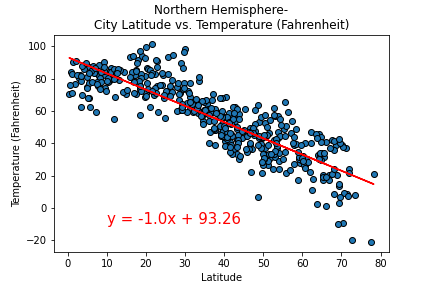 Northern Hemisphere-
City Latitude vs. Temperature (Fahrenheit)
Temperature (Fahrenheit)
100
80
60
40
20
0
−20
y = -1.0x + 93.26
0 10 20 30 40 50 60 70 80
Latitude